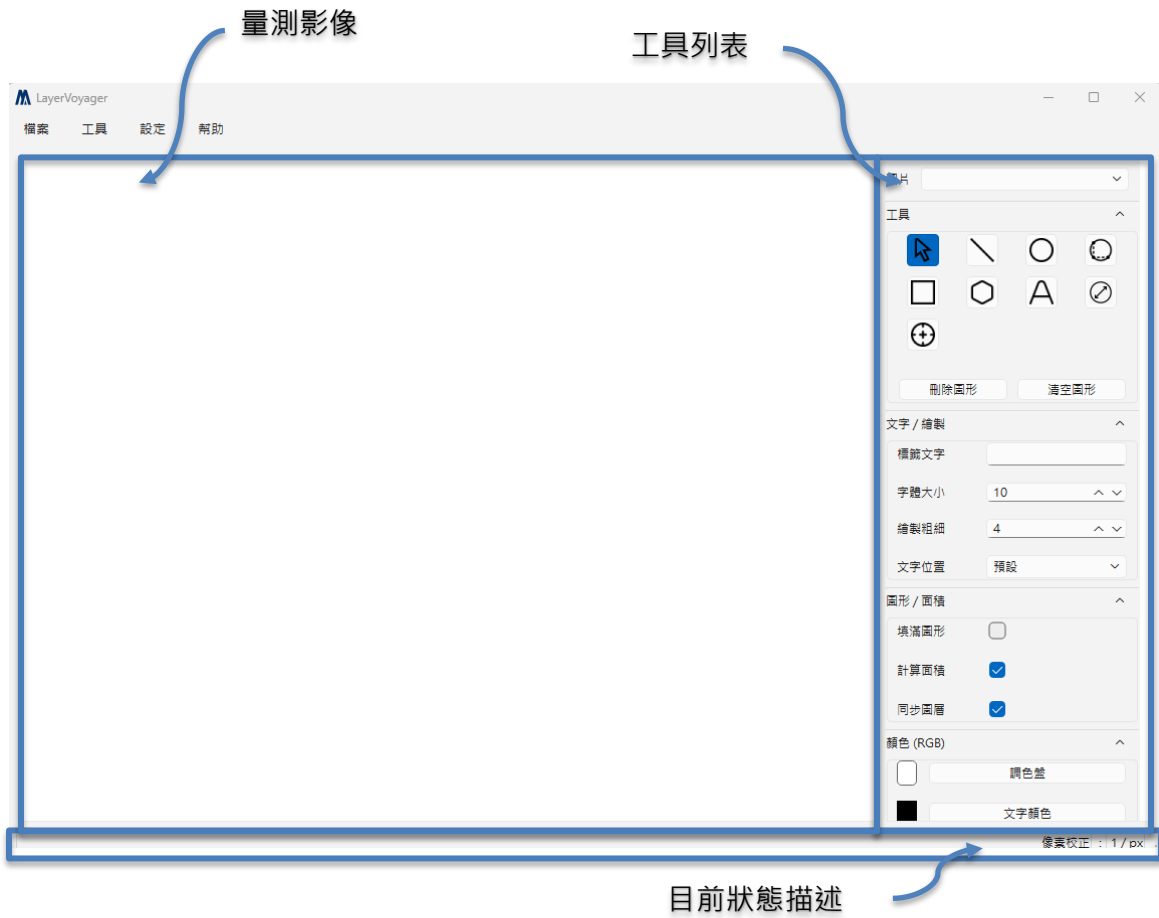 量測影像
工具列表
LayerVoyager
檔案 工具 設定 幫助
片
工具
刪除圖形 清空圖形
文字 / 繪製
標籤文字
字體大小 10
繪製粗細 4
文字位置 預設
圖形 / 面積
填滿圖形
計算面積
同步圖層
顏色 (RGB)
調色盤
文字顏色
像素校正 : 1 / px
目前狀態描述